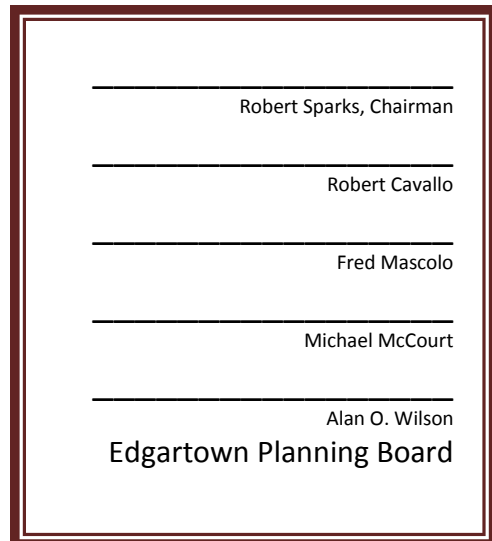 Robert Sparks, Chairman
Robert Cavallo
Fred Mascolo
Michael McCourt
Alan O. Wilson
Edgartown Planning Board